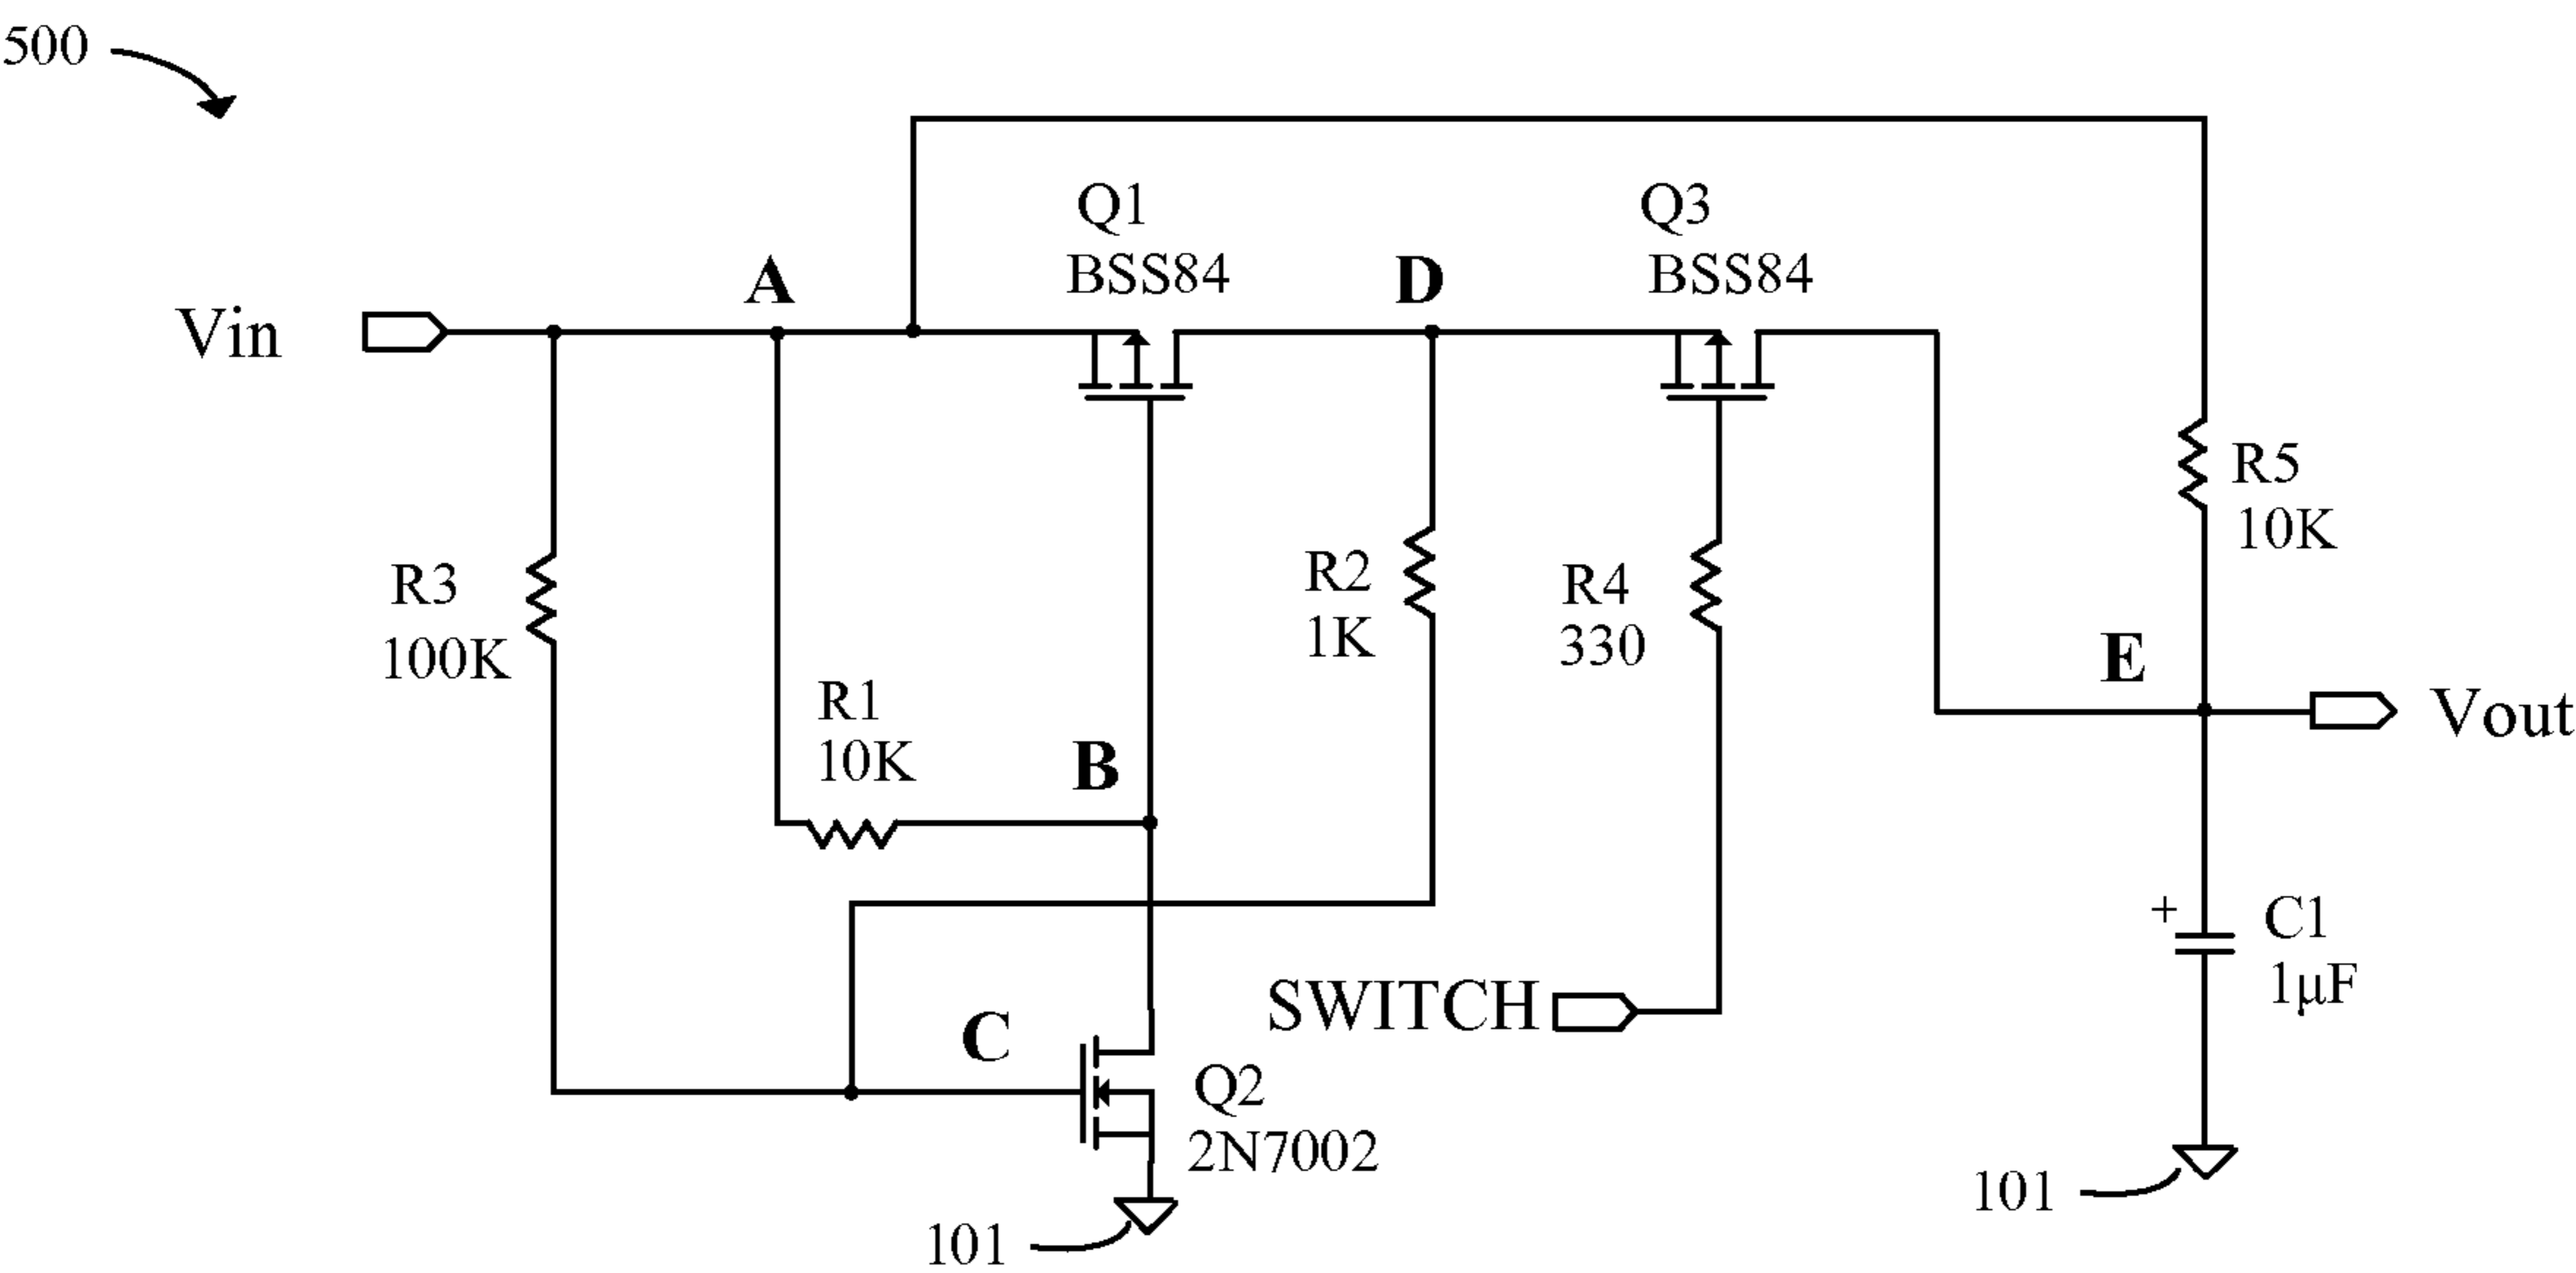 500
Q1
BSS84
Q3
BSS84
A
D
Vin
R5
10K
R3
100K
R2
1K
R4
330
E
Vout
R1
10K
B
+
C1
1μF
SWITCH
C
Q2
2N7002
101
101